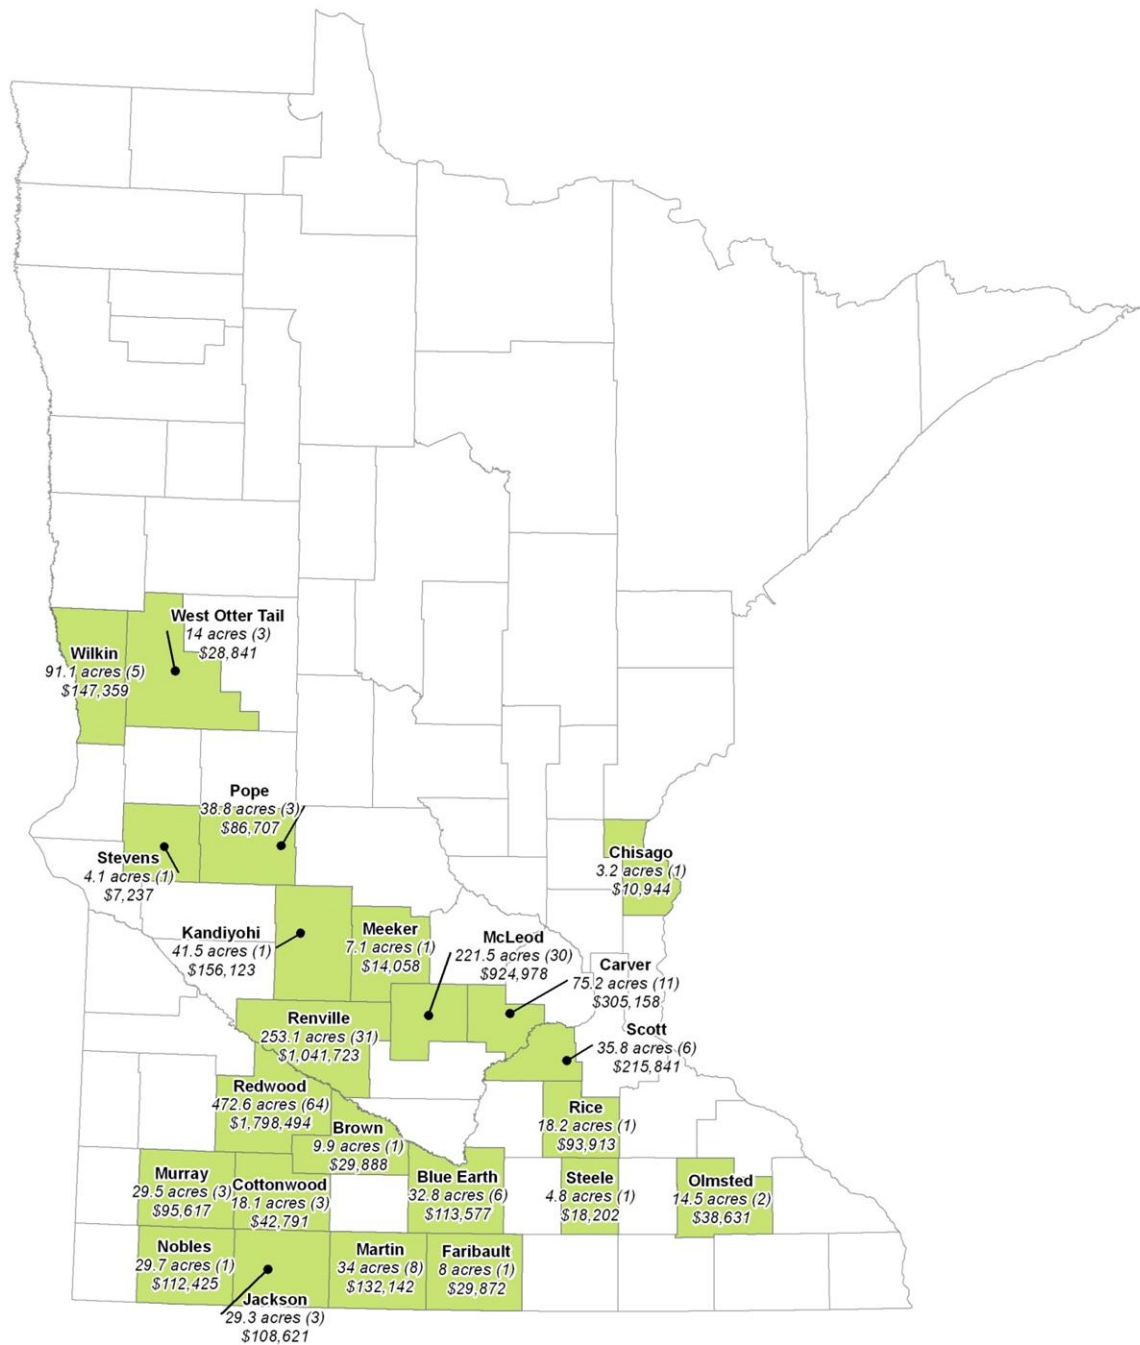 West Otter Tail
14 acres (3)
$28,841
Wilkin
91.1 acres (5)
$147,359
Pope
38.8 acres (3)
$86,707
Stevens
4.1 acres (1)
$7,237
Chisago
3.2 acres (1)
$10,944
Kandiyohi
41.5 acres (1)
$156,123
Meeker
7.1 acres (1)
$14,058
McLeod
221.5 acres (30)
$924,978
Carver
75.2 acres (11)
$305,158
Renville
253.1 acres (31)
$1,041,723
Scott
35.8 acres (6)
$215,841
Redwood
472.6 acres (64)
$1,798,494
Brown
9.9 acres (1)
$29,888
Rice
18.2 acres (1)
$93,913
Murray
29.5 acres (3)
$95,617
Cottonwood
18.1 acres (3)
$42,791
Blue Earth
32.8 acres (6)
$113,577
Steele
4.8 acres (1)
$18,202
Olmsted
14.5 acres (2)
$38,631
Nobles
29.7 acres (1)
$112,425
Jackson
29.3 acres (3)
$108,621
Martin
34 acres (8)
$132,142
Faribault
8 acres (1)
$29,872